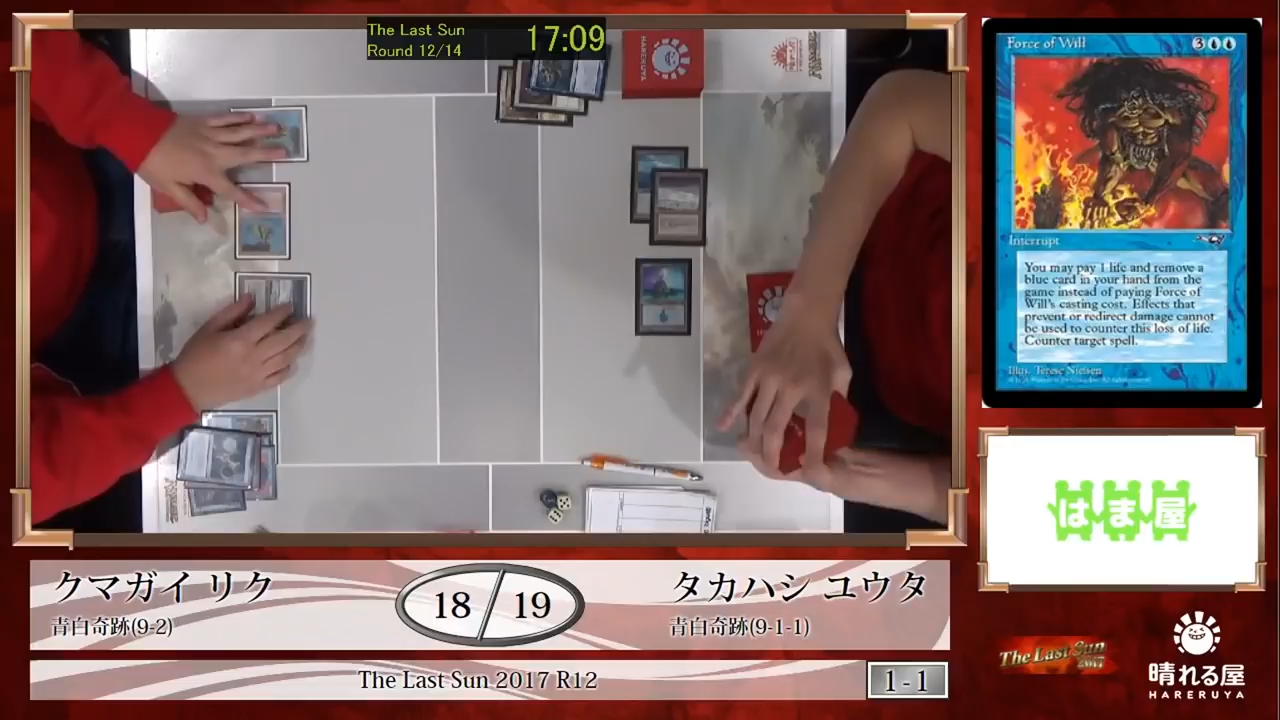 The Last Sun
Round 12/14
17:09
HARERUYA
Force of Will
3
Interrupt
You may pay 1 life and remove a
blue card in your hand from the
game instead of paying Force of
Will's casting cost. Effects that
prevent or redirect damage cannot
be used to counter this loss of life.
Counter target spell.
Illus. Terese Nielsen
はま屋
クマガイ リク
青白奇跡(9-2)
18/19
タカハシ ユウタ
青白奇跡(9-1-1)
The Last Sun 2017 R12
1-1
The Last Sun
2017
晴れる屋
HARERUYA